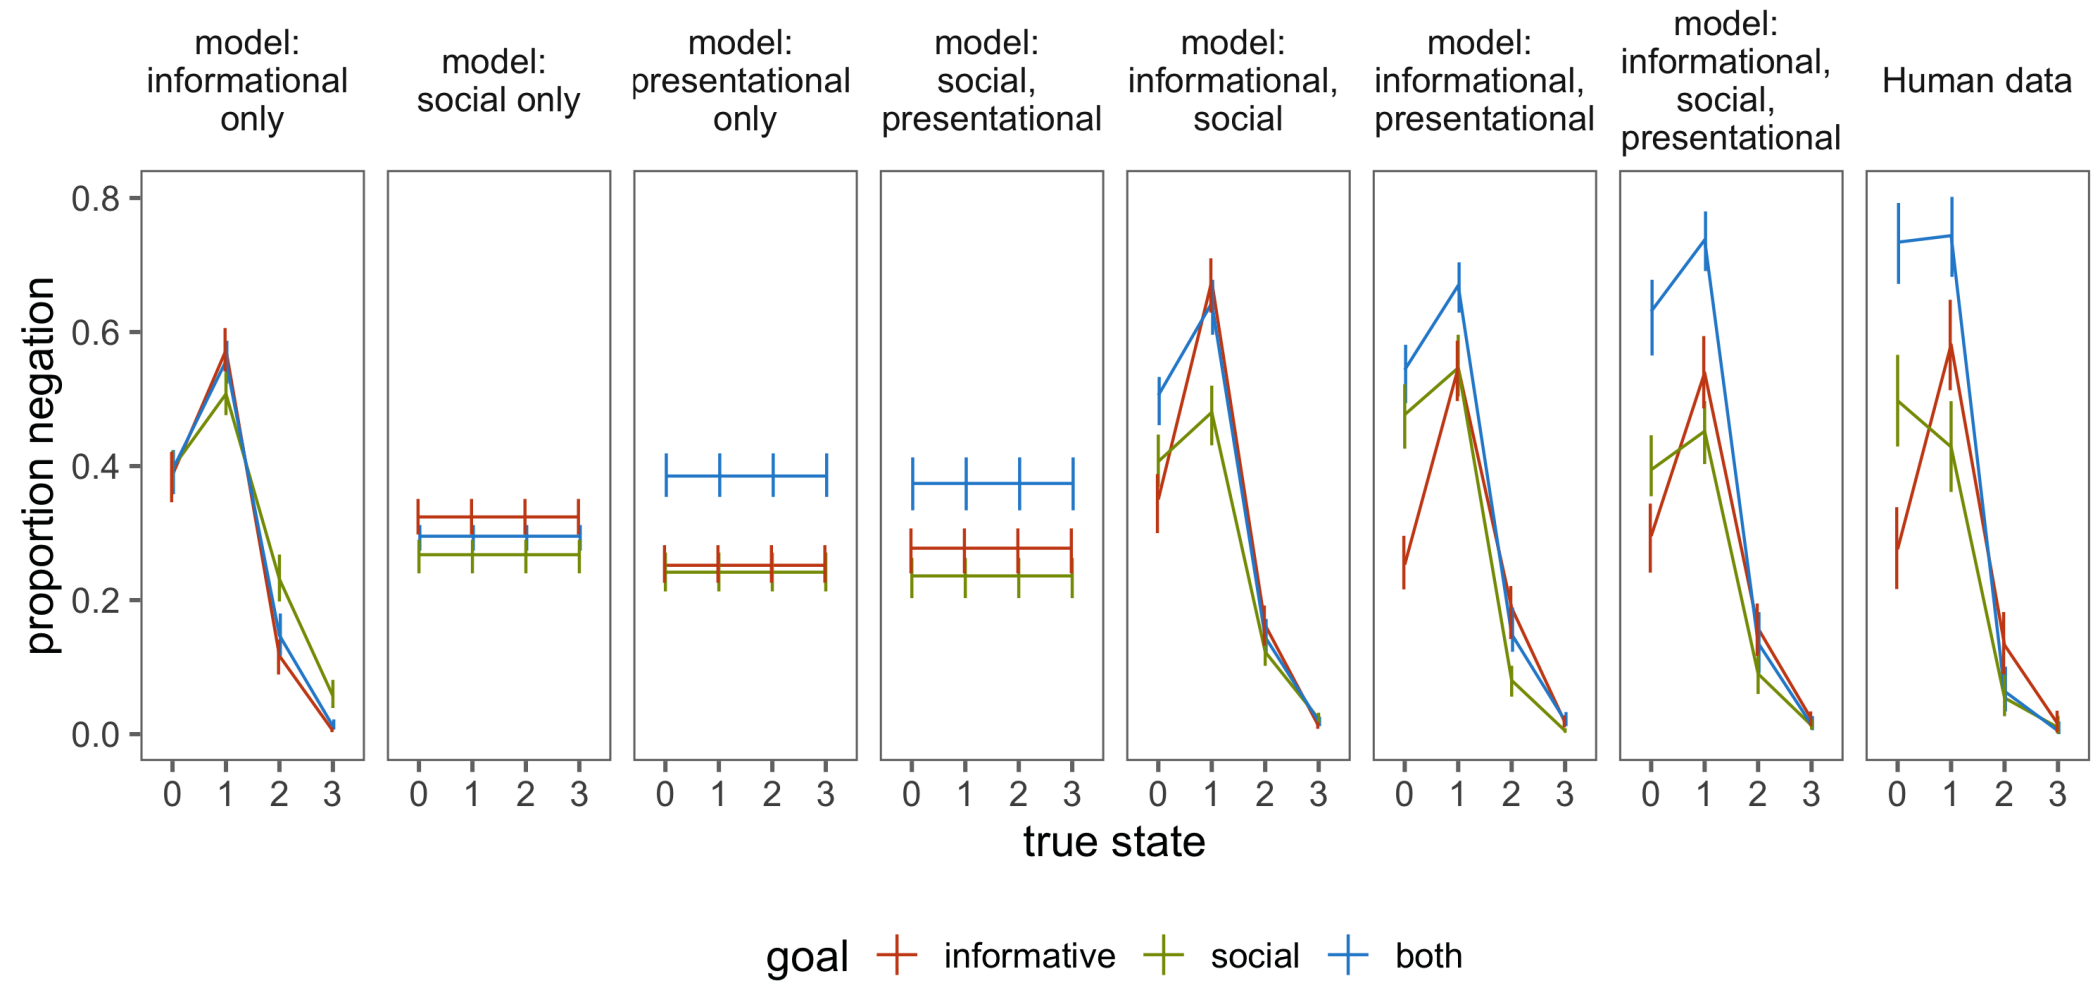 model:
informational
only
model:
social only
model:
presentational
only
model:
social,
presentational
model:
informational,
social
model:
informational,
presentational
model:
informational,
social,
presentational
Human data
proportion negation
0.8
0.6
0.4
0.2
0.0
0 1 2 3
0 1 2 3
0 1 2 3
0 1 2 3
0 1 2 3
0 1 2 3
0 1 2 3
0 1 2 3
true state
goal informative social both